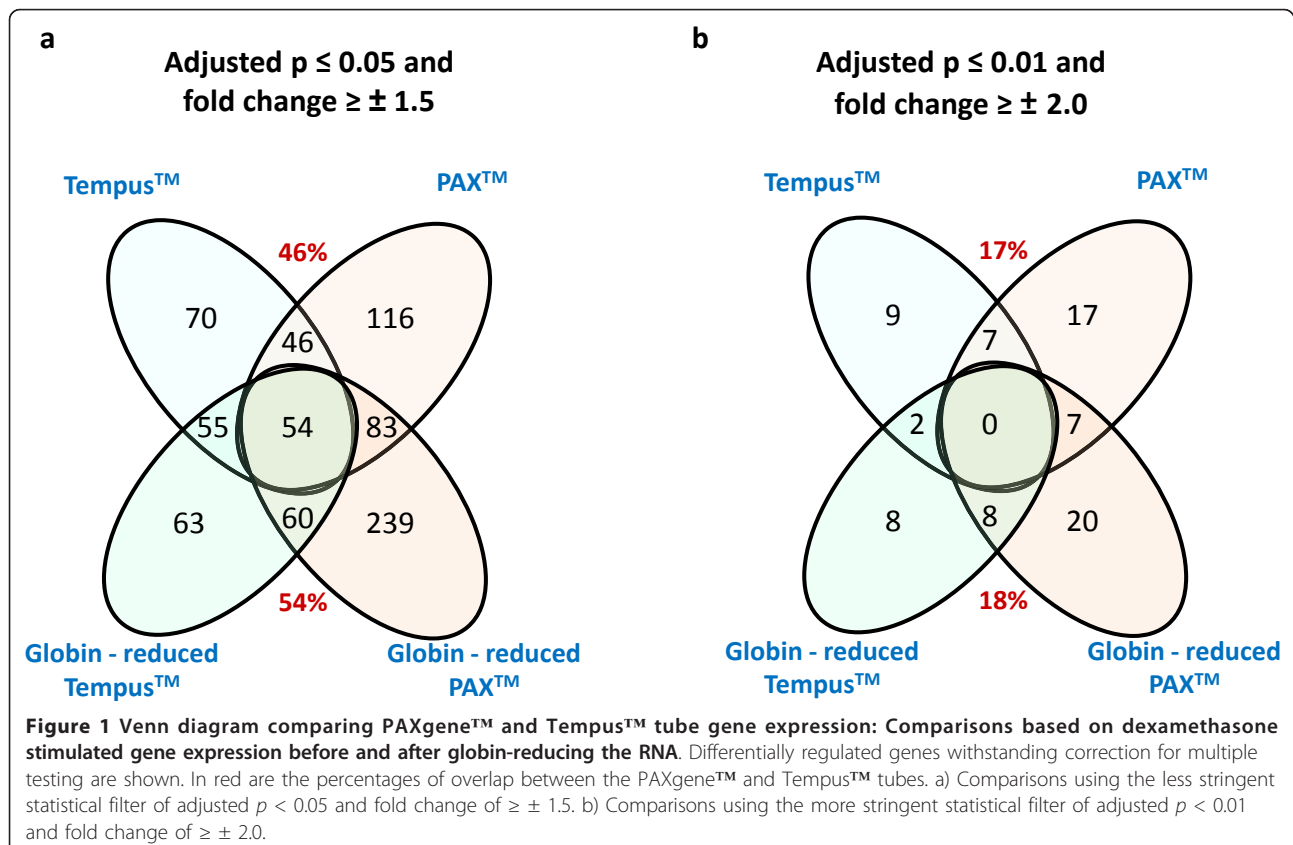 a
Adjusted p ≤ 0.05 and
fold change ≥ ± 1.5
Tempus™
PAX™
46%
70
46
116
55
54
83
63
60
239
54%
Globin - reduced
Tempus™
Globin - reduced
PAX™
b
Adjusted p ≤ 0.01 and
fold change ≥ ± 2.0
Tempus™
PAX™
17%
9
7
17
2
0
7
8
8
20
18%
Globin - reduced
Tempus™
Globin - reduced
PAX™
Figure 1 Venn diagram comparing PAXgene™ and Tempus™ tube gene expression: Comparisons based on dexamethasone
stimulated gene expression before and after globin-reducing the RNA. Differentially regulated genes withstanding correction for multiple
testing are shown. In red are the percentages of overlap between the PAXgene™ and Tempus™ tubes. a) Comparisons using the less stringent
statistical filter of adjusted p < 0.05 and fold change of ≥ ± 1.5. b) Comparisons using the more stringent statistical filter of adjusted p < 0.01
and fold change of ≥ ± 2.0.